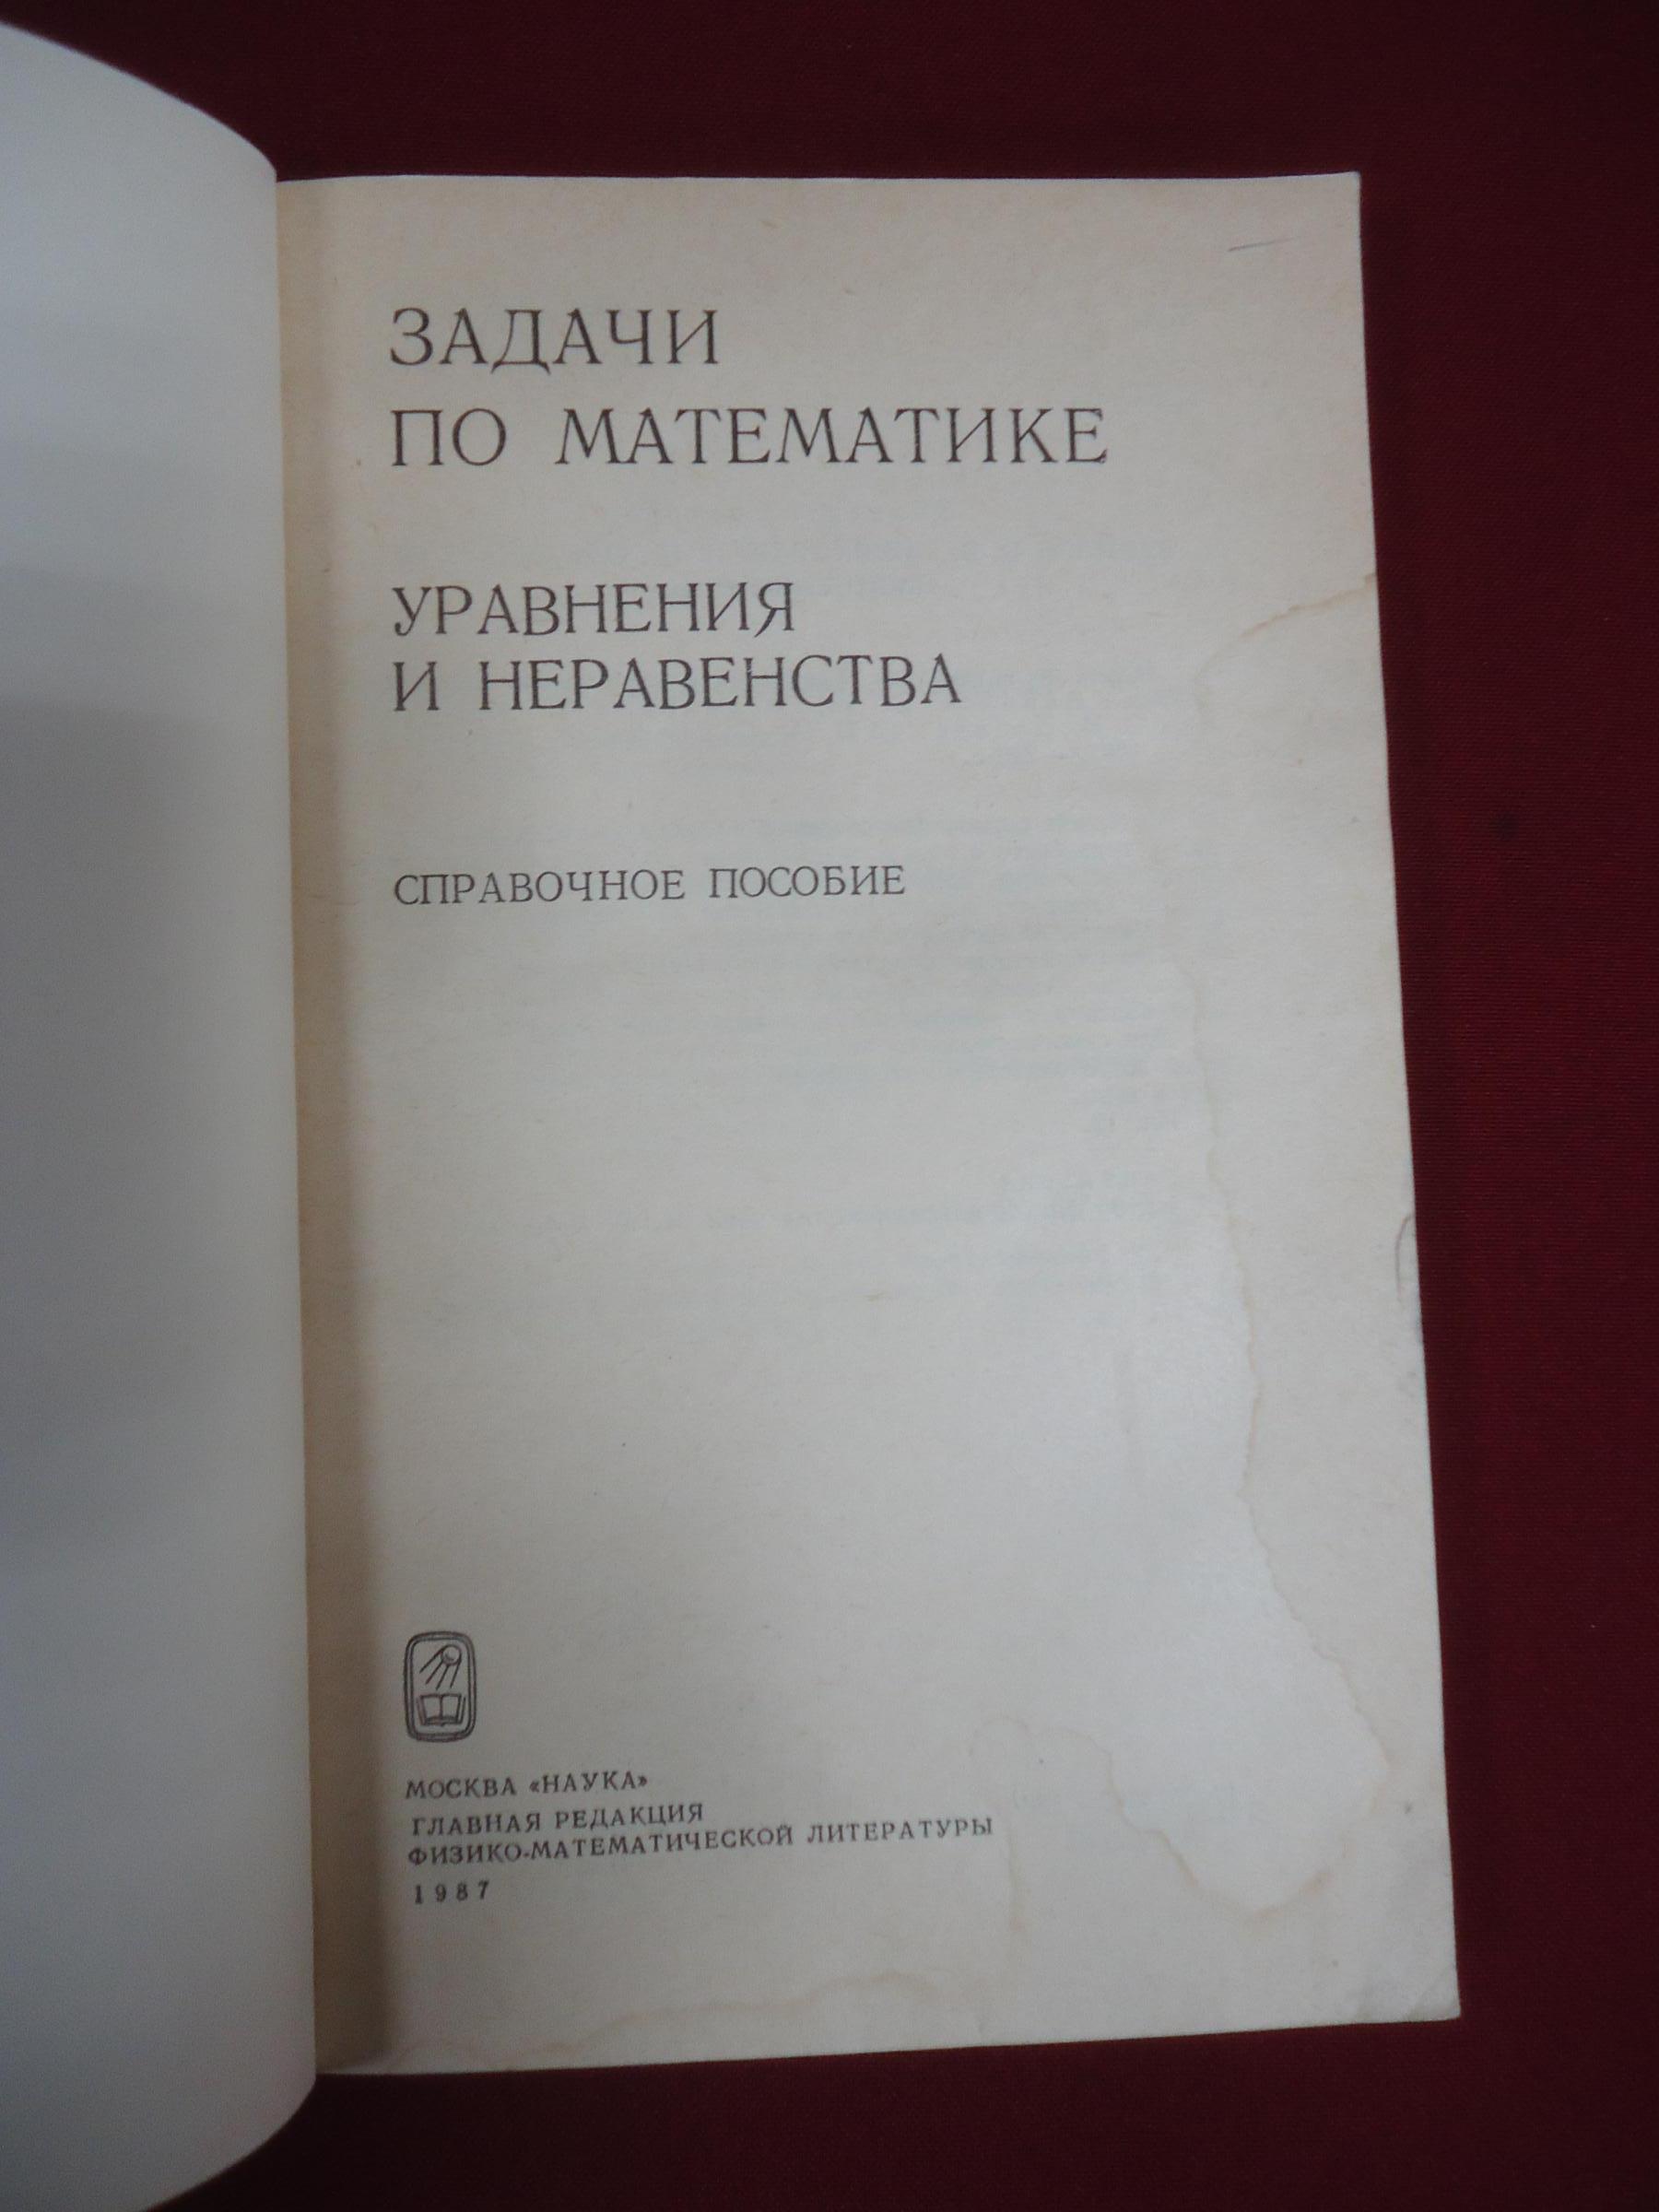 ЗАДАЧИ
ПО МАТЕМАТИКЕ
УРАВНЕНИЯ
И НЕРАВЕНСТВА
СПРАВОЧНОЕ ПОСОБИЕ
МОСКВА «НАУКА»
ГЛАВНАЯ РЕДАКЦИЯ
ФИЗИКО-МАТЕМАТИЧЕСКОЙ ЛИТЕРАТУРЫ
1987